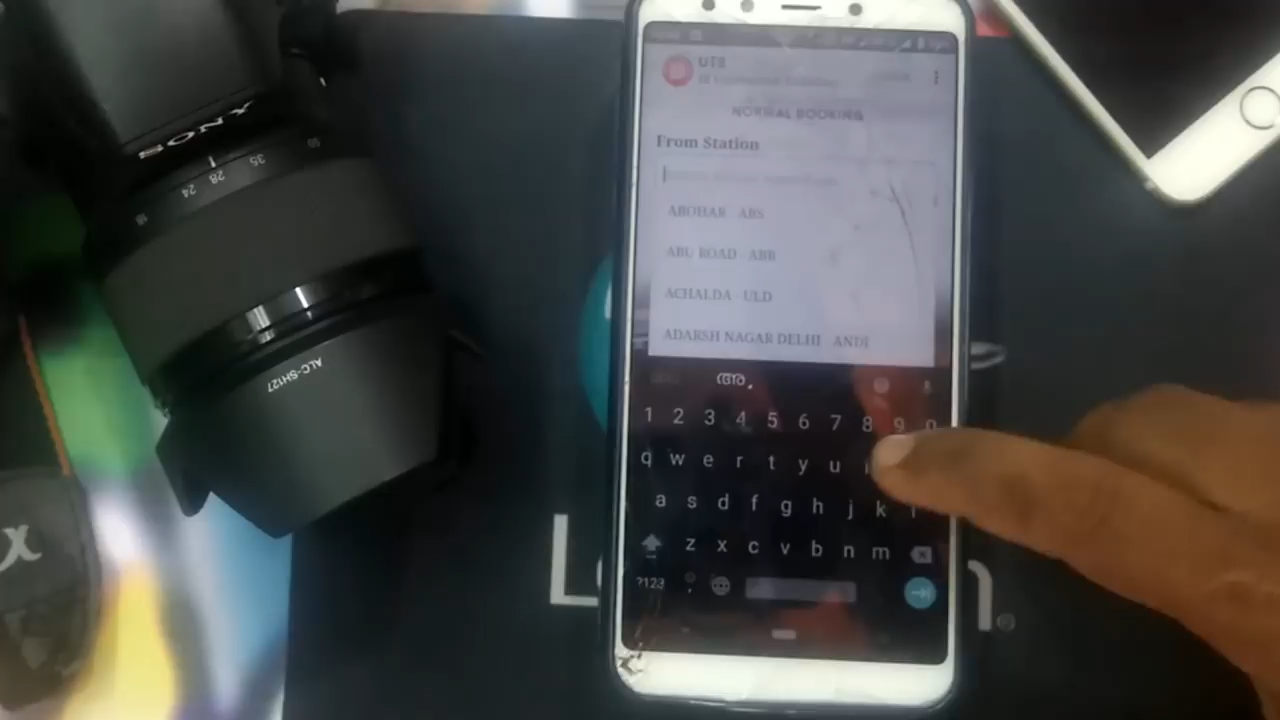 SONY
18 24 28 35
ALC-SH127
UTS
NORMAL BOOKING
From Station
ABOHAR - ABS
ABU ROAD - ABR
ACHALDA - ULD
ADARSH NAGAR DELHI - ANDI
1 2 3 4 5 6 7 8 9 0
q w e r t y u i
a s d f g h j k l
z x c v b n m
?123